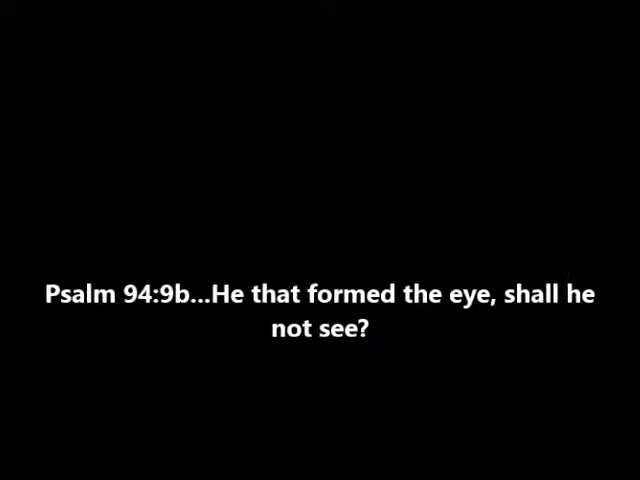 Psalm 94:9b...He that formed the eye, shall he
not see?